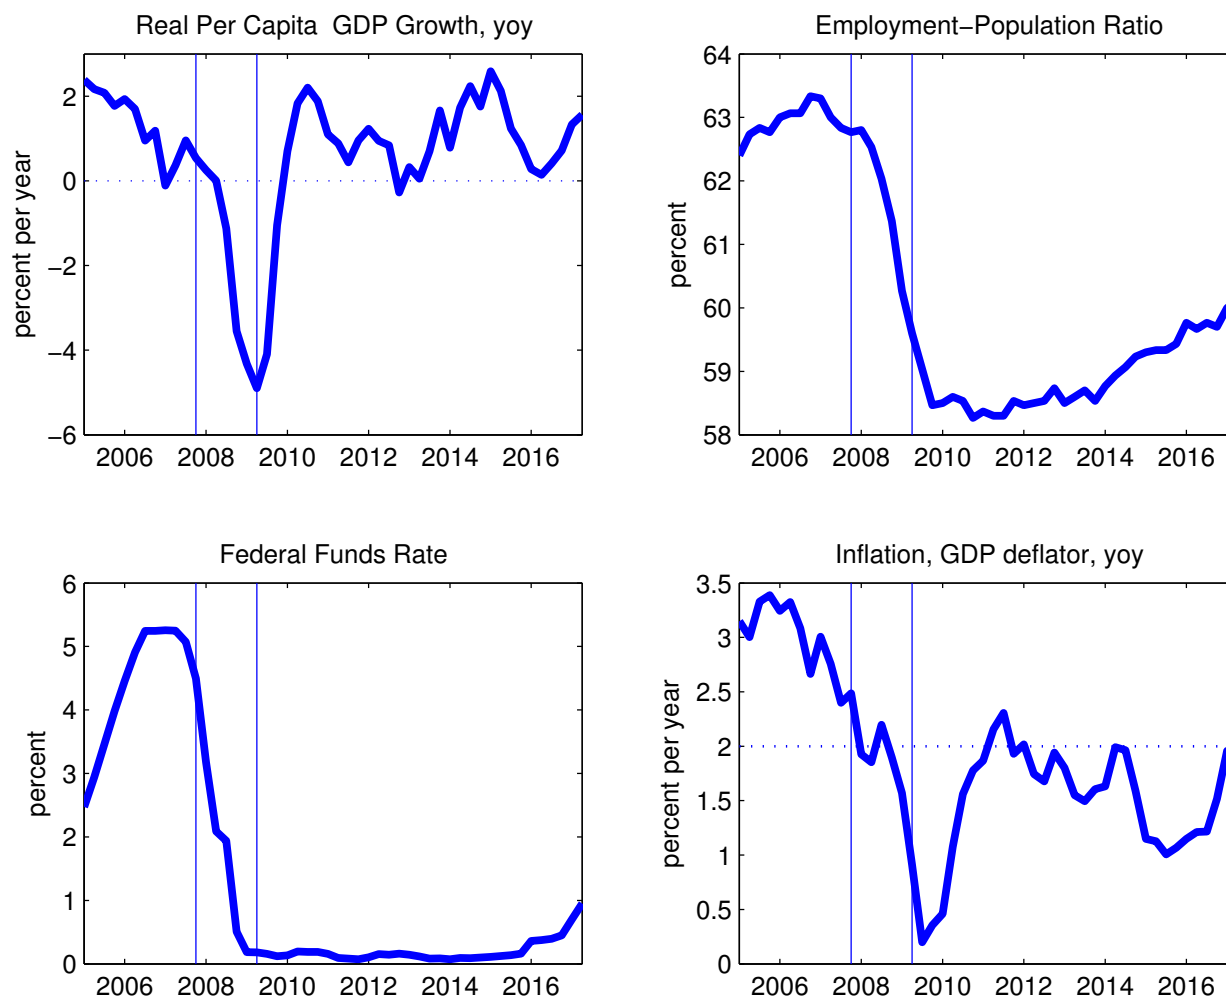 Real Per Capita  GDP Growth, yoy
percent per year
2
0
−2
−4
−6
2006 2008 2010 2012 2014 2016
Employment−Population Ratio
percent
64
63
62
61
60
59
58
2006 2008 2010 2012 2014 2016
Federal Funds Rate
percent
6
5
4
3
2
1
0
2006 2008 2010 2012 2014 2016
Inflation, GDP deflator, yoy
percent per year
3.5
3
2.5
2
1.5
1
0.5
0
2006 2008 2010 2012 2014 2016